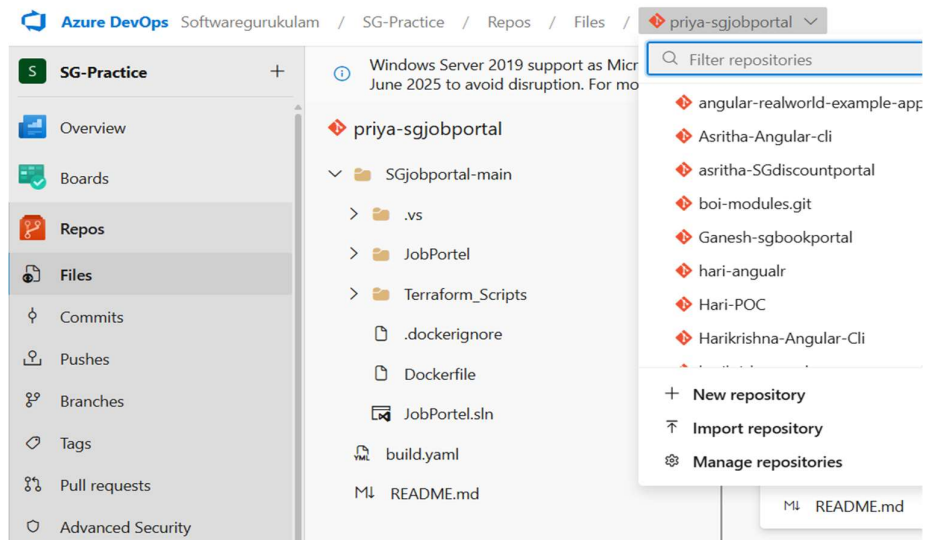 Azure DevOps Softwaregurukulam / SG-Practice / Repos / Files / priya-sgjobportal
S SG-Practice +
Overview
Boards
Repos
Files
Commits
Pushes
Branches
Tags
Pull requests
Advanced Security
Windows Server 2019 support as Micr
June 2025 to avoid disruption. For mo
priya-sgjobportal
SGjobportal-main
.vs
JobPortel
Terraform_Scripts
.dockerignore
Dockerfile
JobPortel.sln
YML build.yaml
M↓ README.md
Filter repositories
angular-realworld-example-app
Asritha-Angular-cli
asritha-SGdiscountportal
boi-modules.git
Ganesh-sgbookportal
hari-angualr
Hari-POC
Harikrishna-Angular-Cli
+ New repository
Import repository
Manage repositories
M↓ README.md